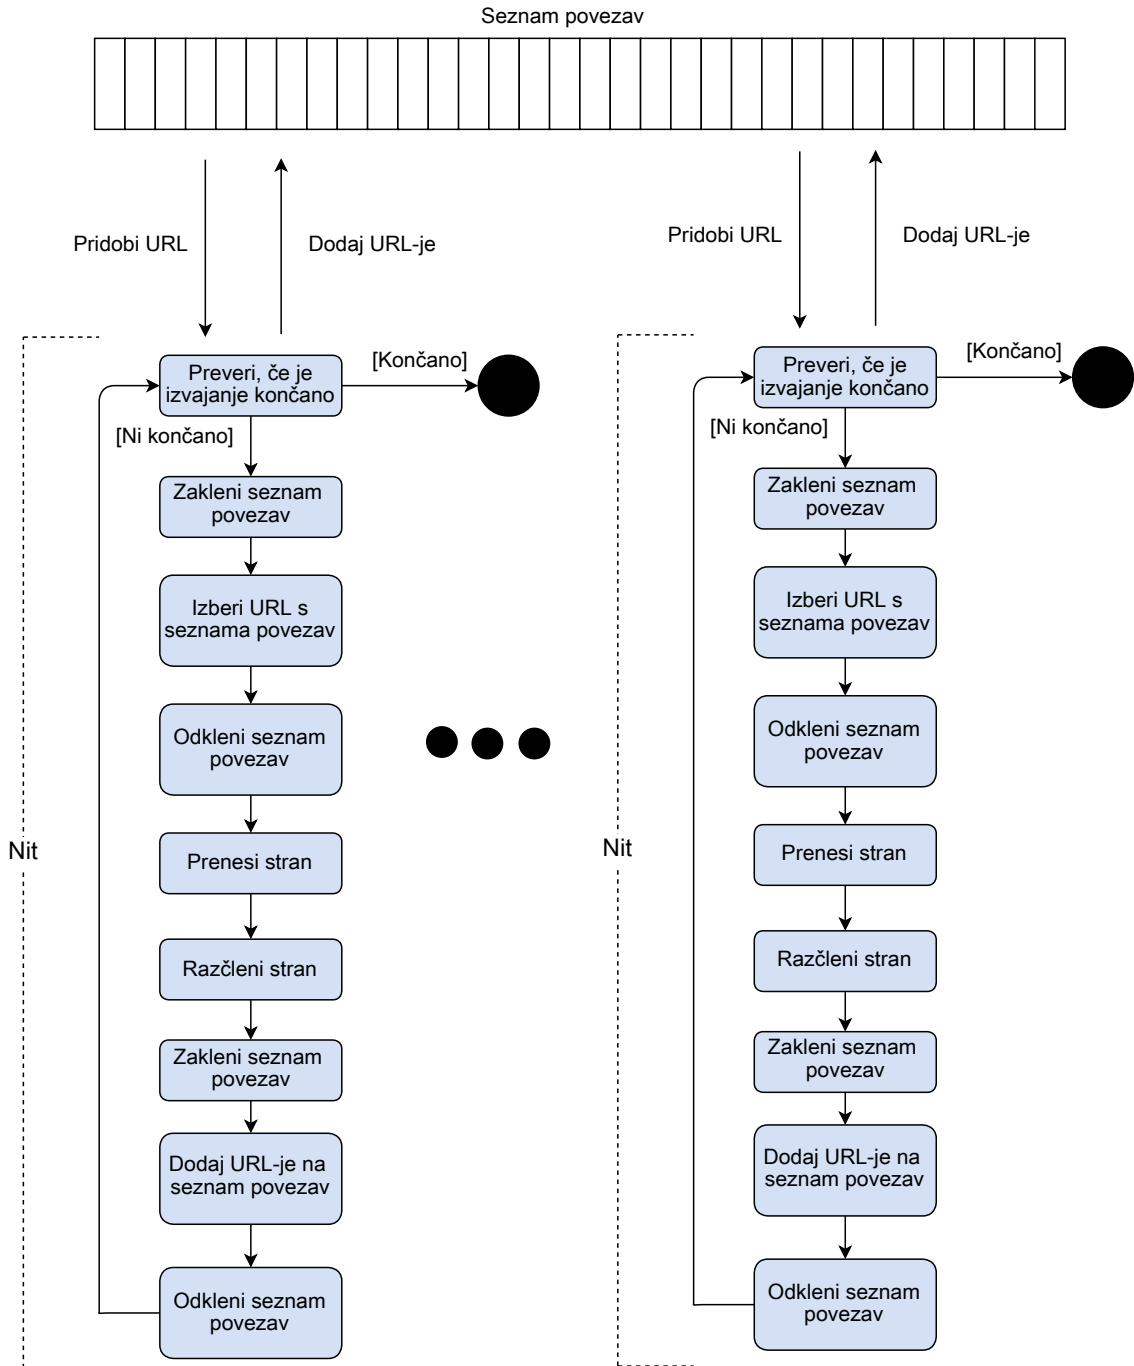 Seznam povezav
Pridobi URL
Dodaj URL-je
Pridobi URL
Dodaj URL-je
Nit
Preveri, če je
izvajanje končano
[Končano]
[Ni končano]
Zakleni seznam
povezav
Izberi URL s
seznama povezav
Odkleni seznam
povezav
Prenesi stran
Razčleni stran
Zakleni seznam
povezav
Dodaj URL-je na
seznam povezav
Odkleni seznam
povezav
Nit
Preveri, če je
izvajanje končano
[Končano]
[Ni končano]
Zakleni seznam
povezav
Izberi URL s
seznama povezav
Odkleni seznam
povezav
Prenesi stran
Razčleni stran
Zakleni seznam
povezav
Dodaj URL-je na
seznam povezav
Odkleni seznam
povezav